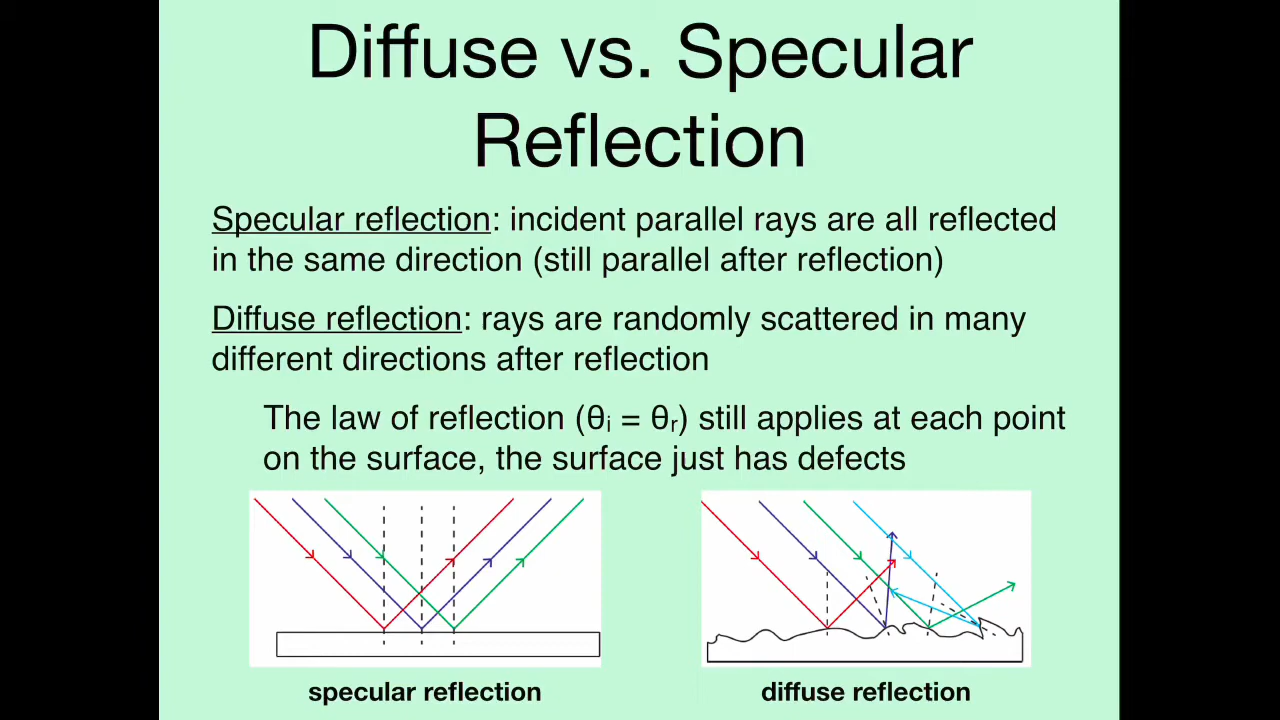 Diffuse vs. Specular
Reflection
Specular reflection: incident parallel rays are all reflected
in the same direction (still parallel after reflection)
Diffuse reflection: rays are randomly scattered in many
different directions after reflection
The law of reflection (θᵢ = θᵣ) still applies at each point
on the surface, the surface just has defects
specular reflection
diffuse reflection